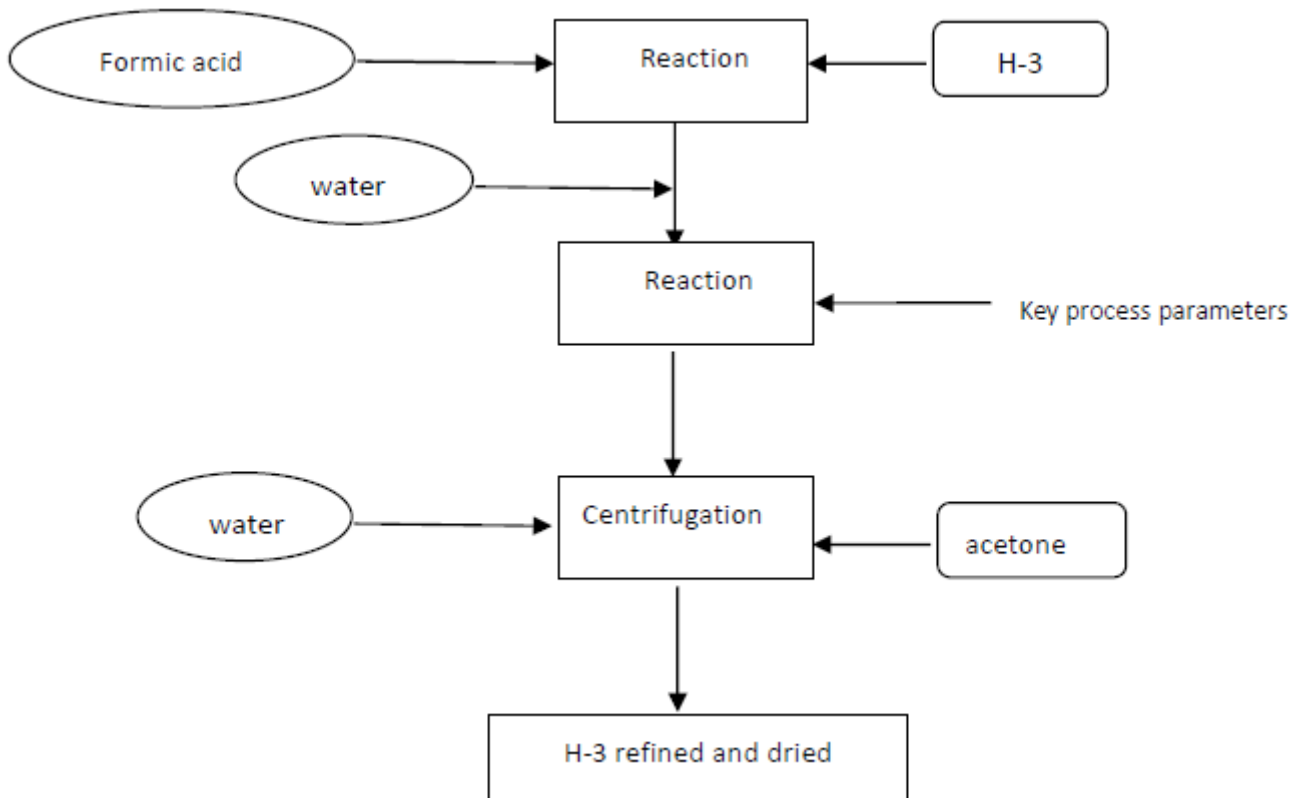 Formic acid
Reaction
H-3
water
Reaction
Key process parameters
water
Centrifugation
acetone
H-3 refined and dried